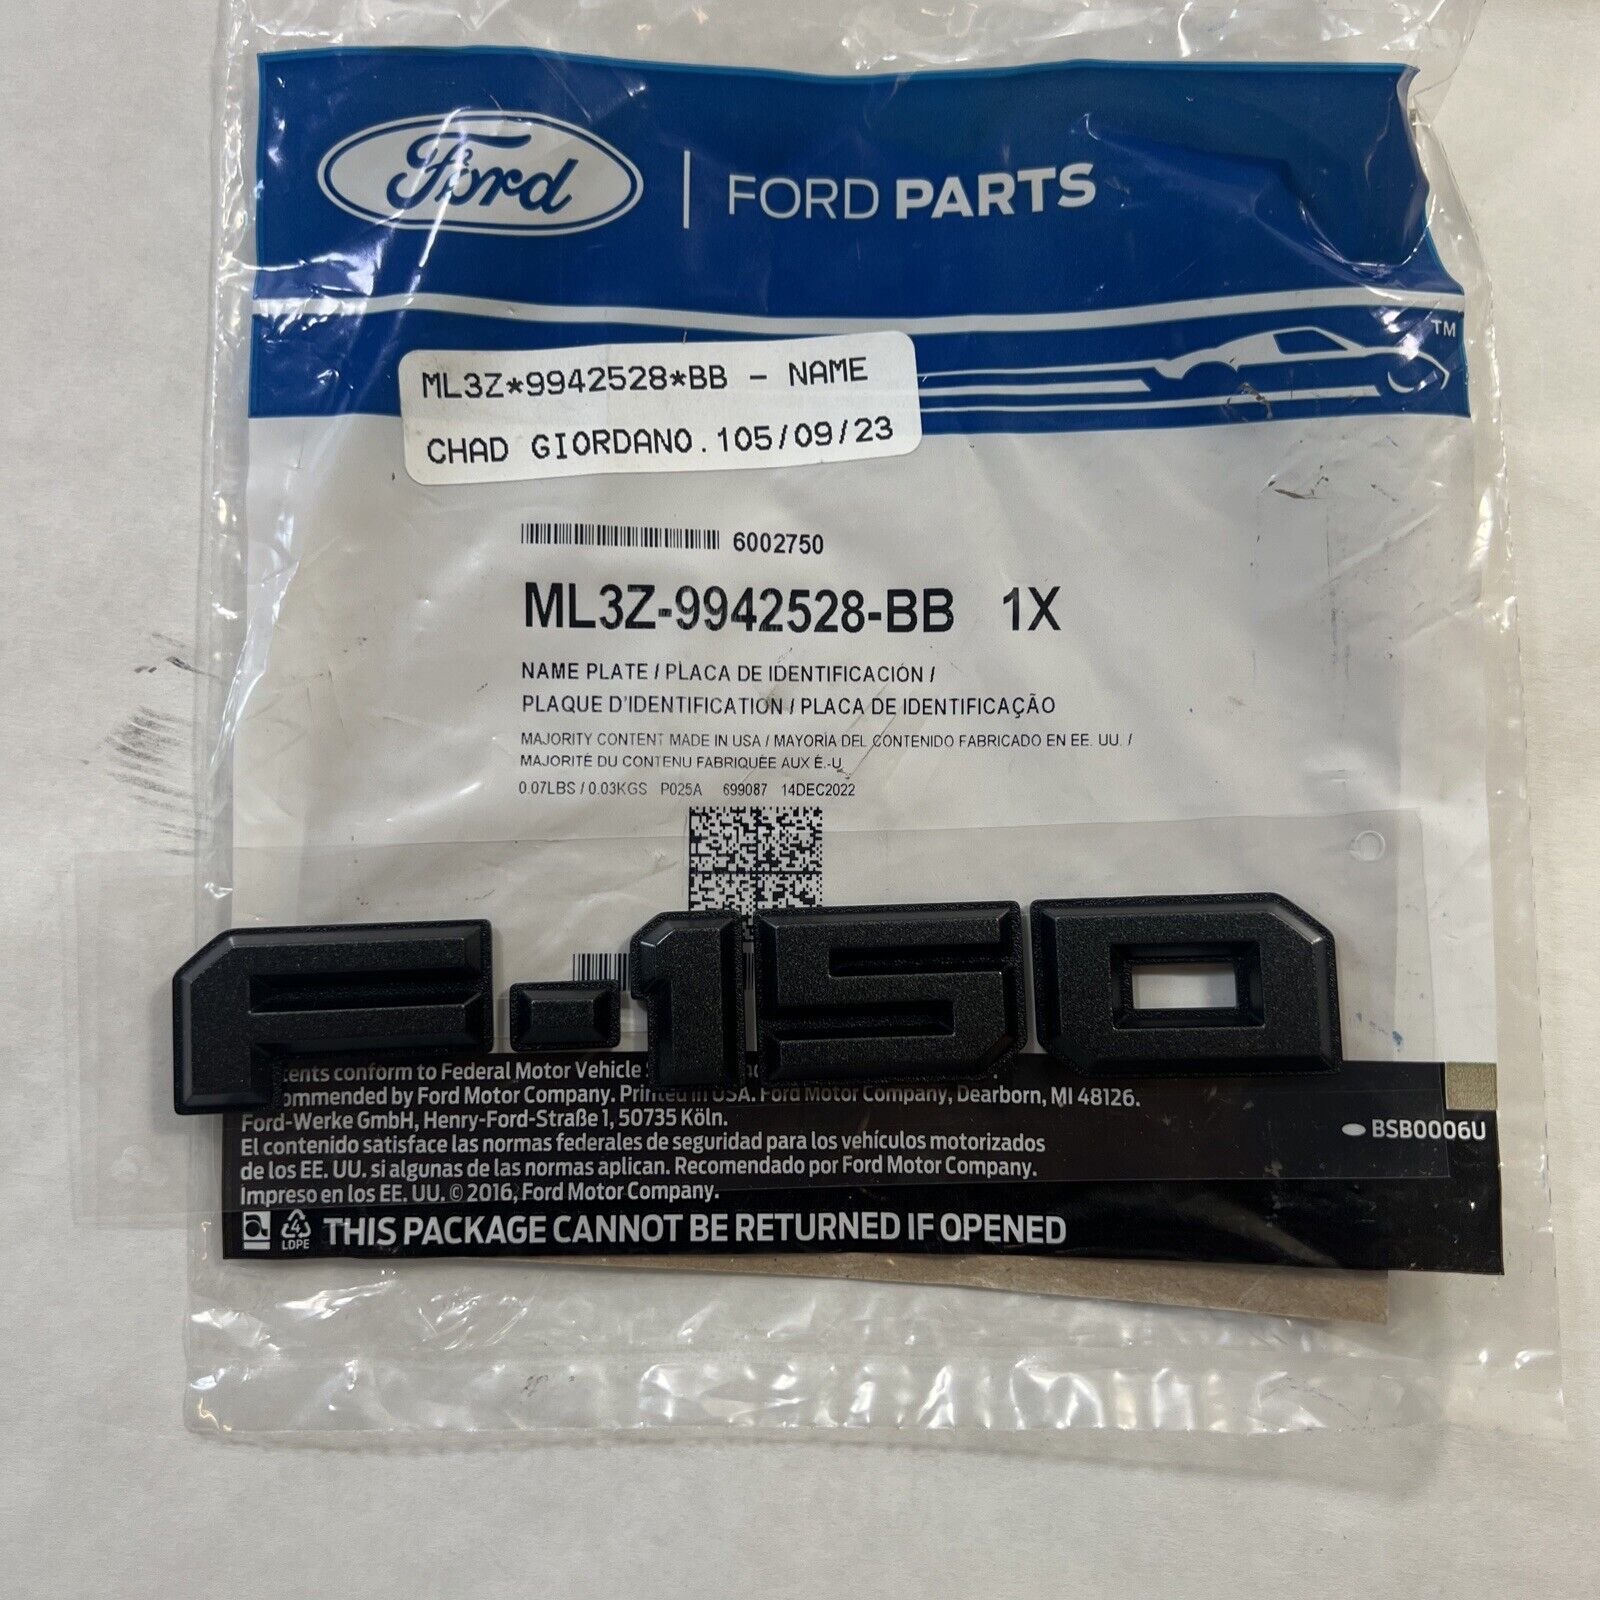 Ford | FORD PARTS
TM
ML3Z*9942528*BB - NAME
CHAD GIORDANO.105/09/23
6002750
ML3Z-9942528-BB 1X
NAME PLATE / PLACA DE IDENTIFICACIÓN /
PLAQUE D'IDENTIFICATION / PLACA DE IDENTIFICAÇÃO
MAJORITY CONTENT MADE IN USA / MAYORÍA DEL CONTENIDO FABRICADO EN EE. UU. /
MAJORITÉ DU CONTENU FABRIQUÉE AUX É.-U
0.07LBS / 0.03KGS P025A 699087 14DEC2022
F-150
conform to Federal Motor Vehicle
by Ford Motor Company. Printed in USA. Ford Motor Company, Dearborn, MI 48126.
Ford-Werke GmbH, Henry-Ford-Straße 1, 50735 Köln.
El contenido satisface las normas federales de seguridad para los vehículos motorizados
de los EE. UU. si algunas de las normas aplican. Recomendado por Ford Motor Company.
Impreso en los EE. UU. © 2016, Ford Motor Company.
BSB0006U
4
LDPE
THIS PACKAGE CANNOT BE RETURNED IF OPENED